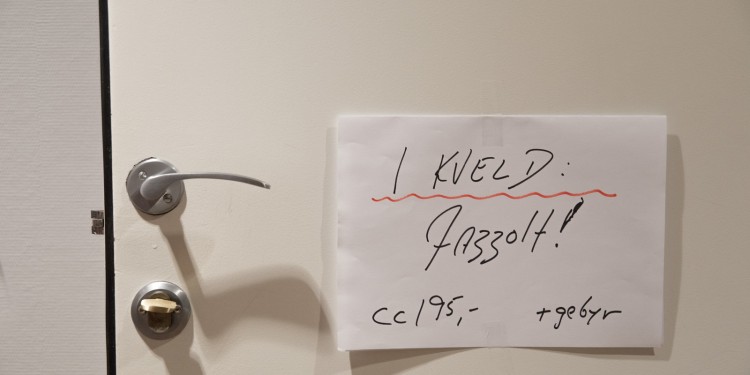 I KVELD:
Jazzolt!
cc 195,- + gebyr